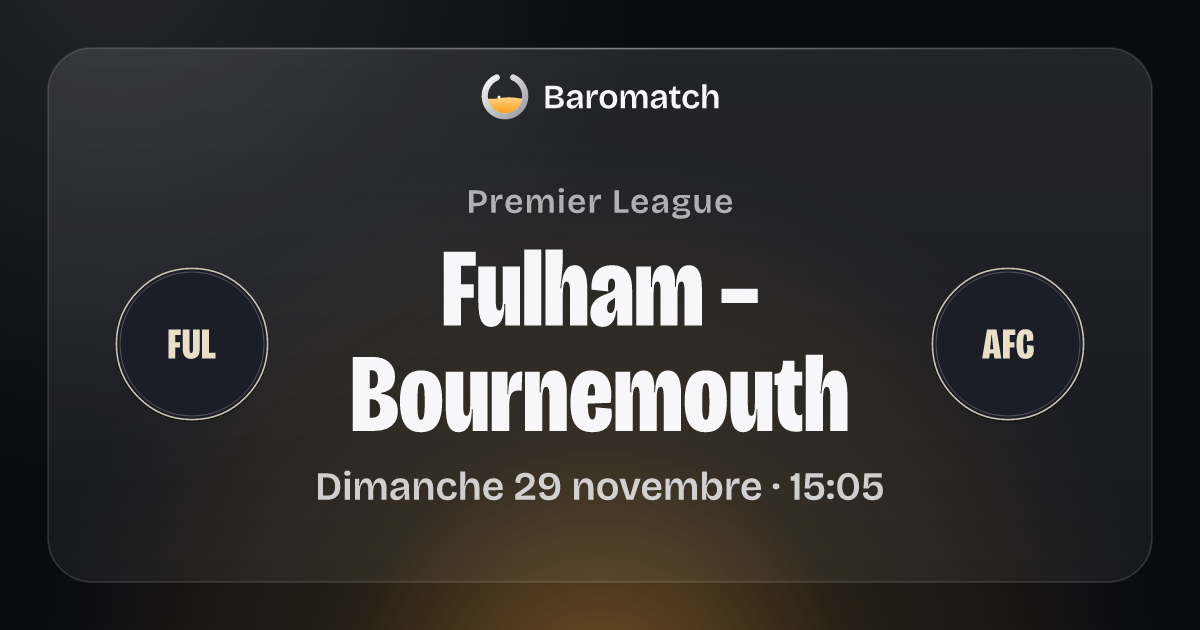 Baromatch
Premier League
Fulham –
Bournemouth
FUL
AFC
Dimanche 29 novembre · 15:05